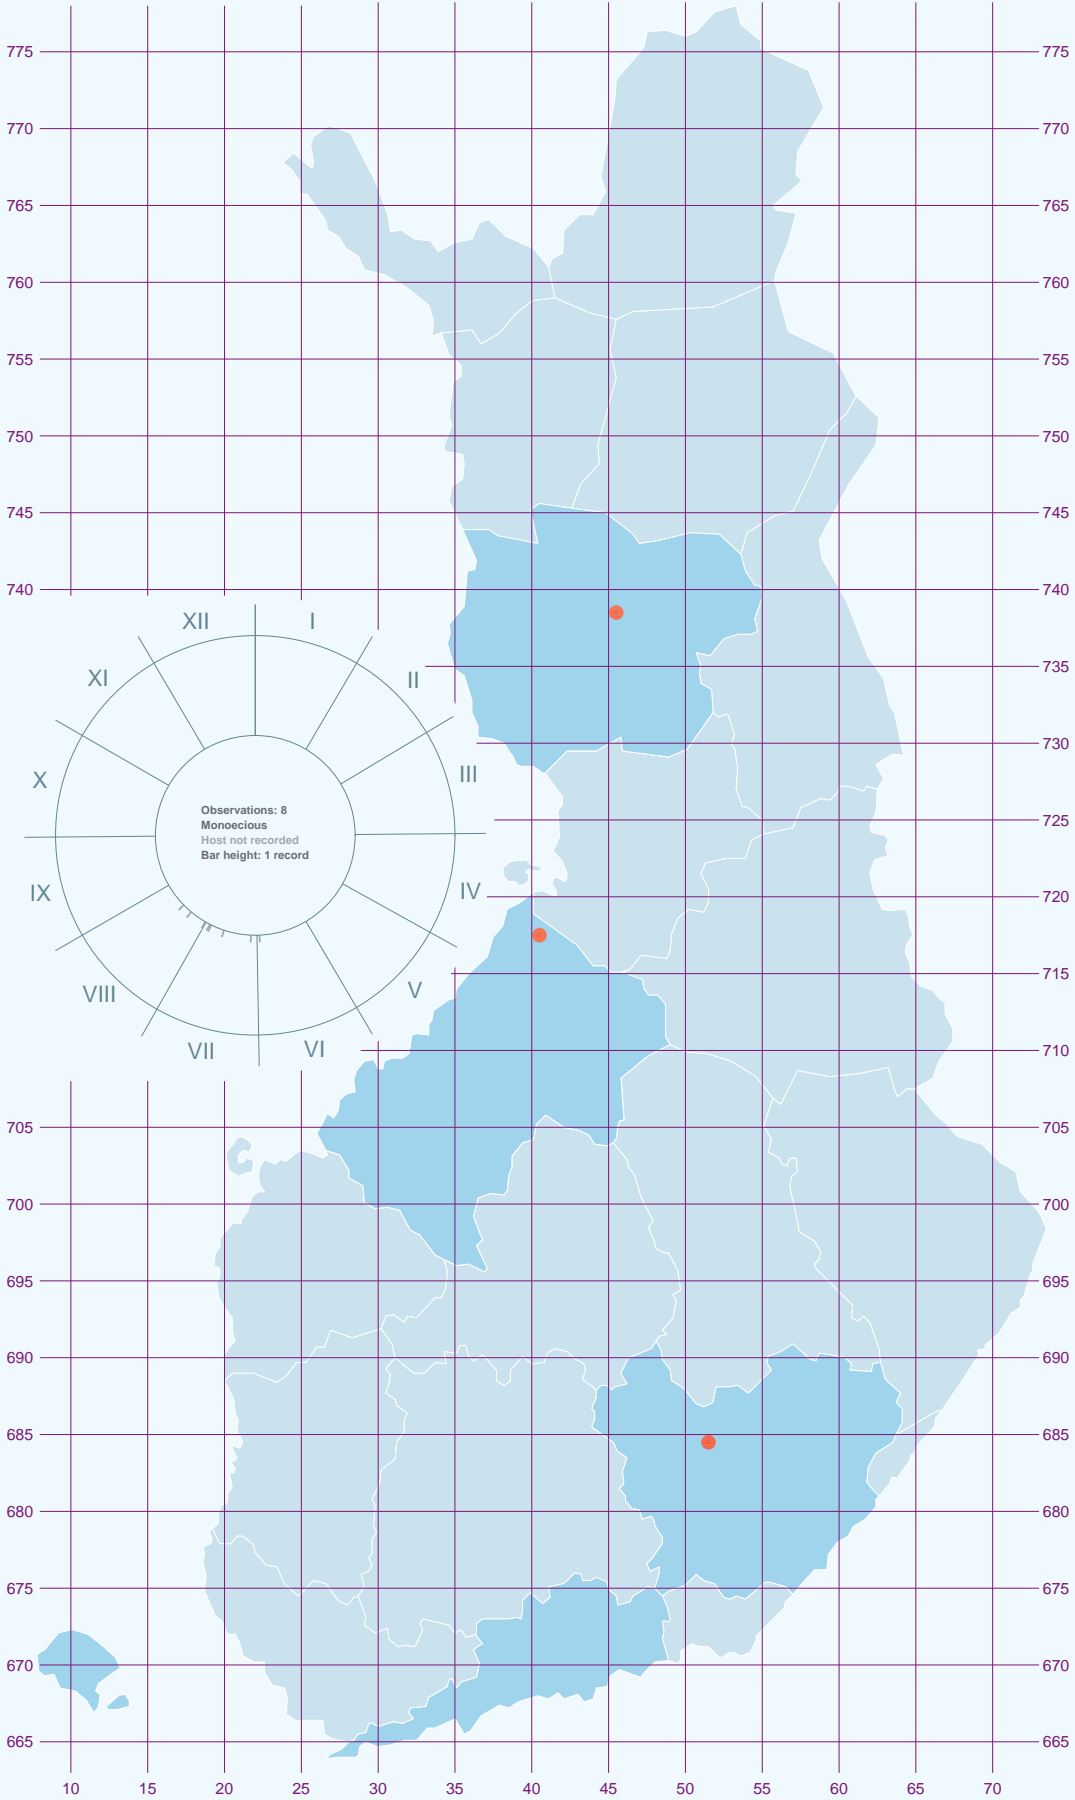 775 775
770 770
765 765
760 760
755 755
750 750
745 745
740 740
XII I
XI II
735
730
X III
Observations: 8
Monoecious
Host not recorded
Bar height: 1 record
725
IX IV
720
VIII V
715
VII VI
710
705 705
700 700
695 695
690 690
685 685
680 680
675 675
670 670
665 665
10 15 20 25 30 35 40 45 50 55 60 65 70